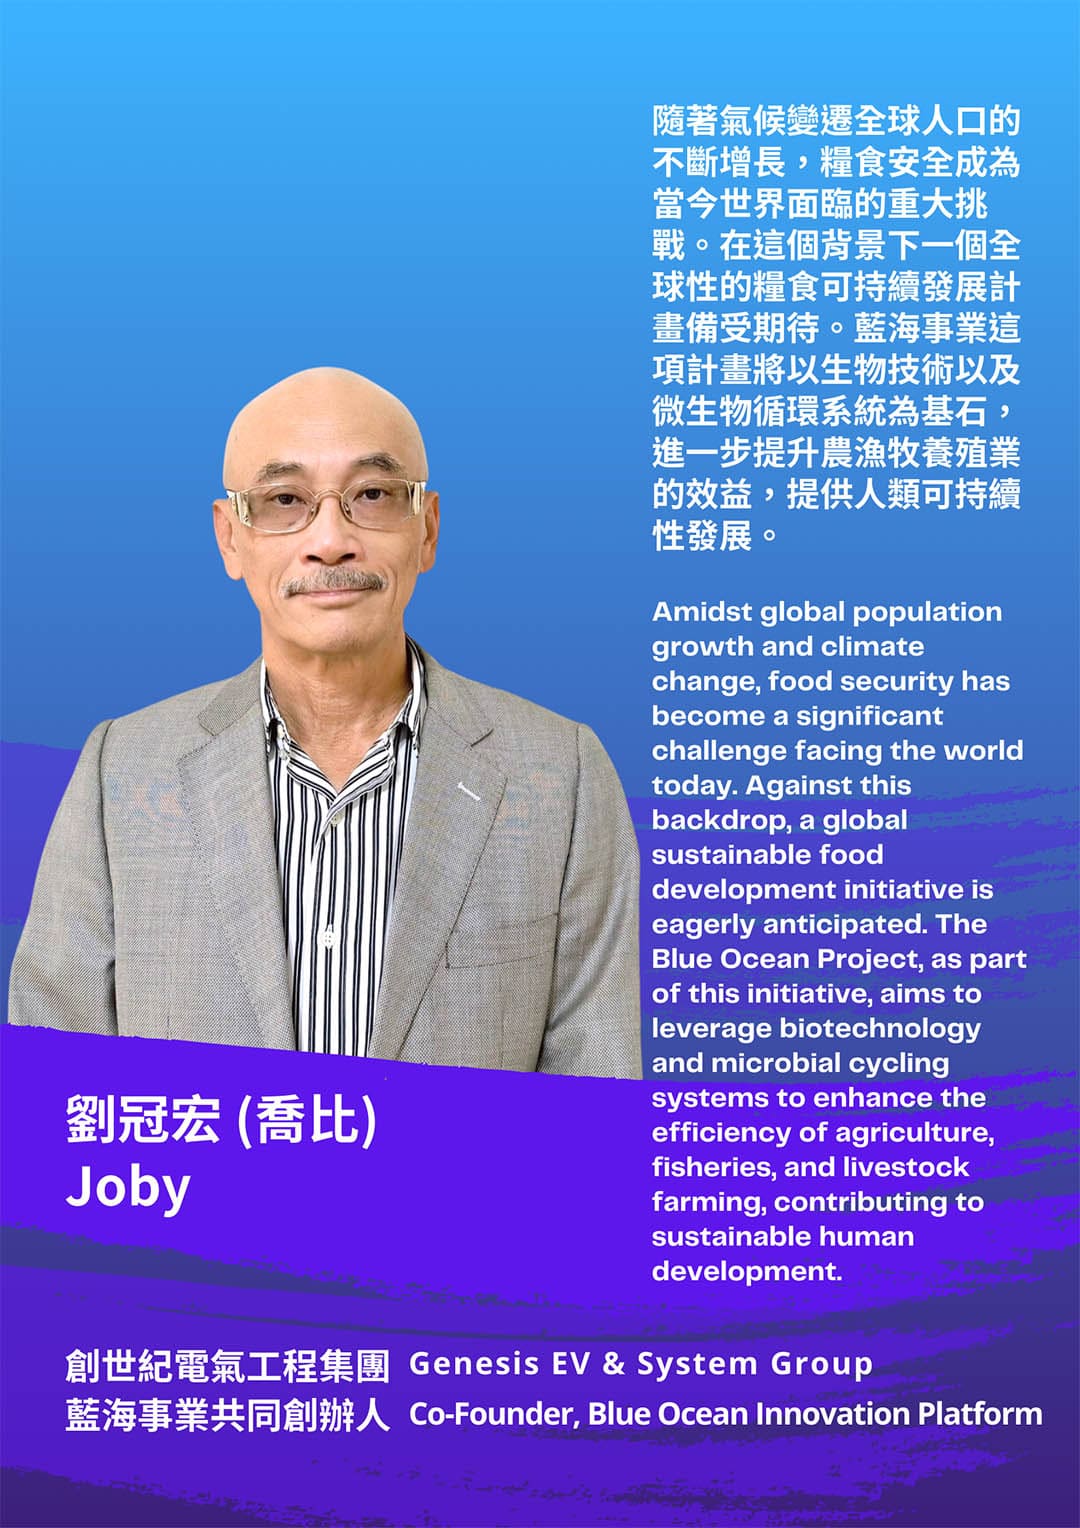 隨著氣候變遷全球人口的
不斷增長，糧食安全成為
當今世界面臨的重大挑
戰。在這個背景下一個全
球性的糧食可持續發展計
畫備受期待。藍海事業這
項計畫將以生物技術以及
微生物循環系統為基石，
進一步提升農漁牧養殖業
的效益，提供人類可持續
性發展。
Amidst global population
growth and climate
change, food security has
become a significant
challenge facing the world
today. Against this
backdrop, a global
sustainable food
development initiative is
eagerly anticipated. The
Blue Ocean Project, as part
of this initiative, aims to
leverage biotechnology
and microbial cycling
systems to enhance the
efficiency of agriculture,
fisheries, and livestock
farming, contributing to
sustainable human
development.
劉冠宏 (喬比)
Joby
創世紀電氣工程集團 Genesis EV & System Group
藍海事業共同創辦人 Co-Founder, Blue Ocean Innovation Platform